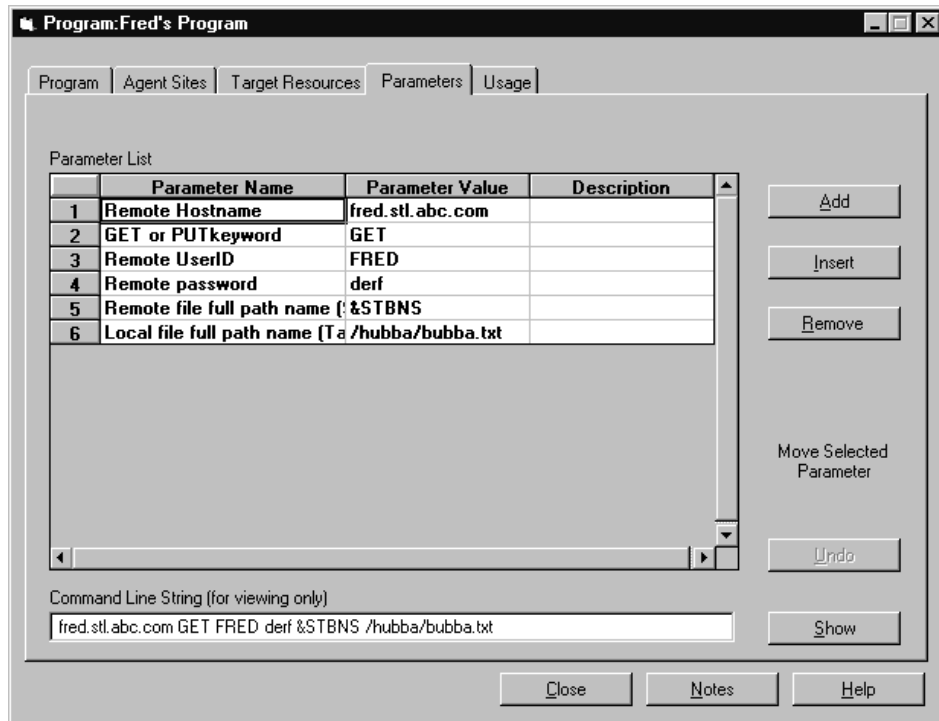 Program:Fred's Program
Program Agent Sites Target Resources Parameters Usage
Parameter List
Parameter Name Parameter Value Description
1 Remote Hostname fred.stl.abc.com
2 GET or PUTkeyword GET
3 Remote UserID FRED
4 Remote password derf
5 Remote file full path name ( &STBNS
6 Local file full path name (Ta /hubba/bubba.txt
Add
Insert
Remove
Move Selected
Parameter
Undo
Command Line String (for viewing only)
fred.stl.abc.com GET FRED derf &STBNS /hubba/bubba.txt
Show
Close Notes Help